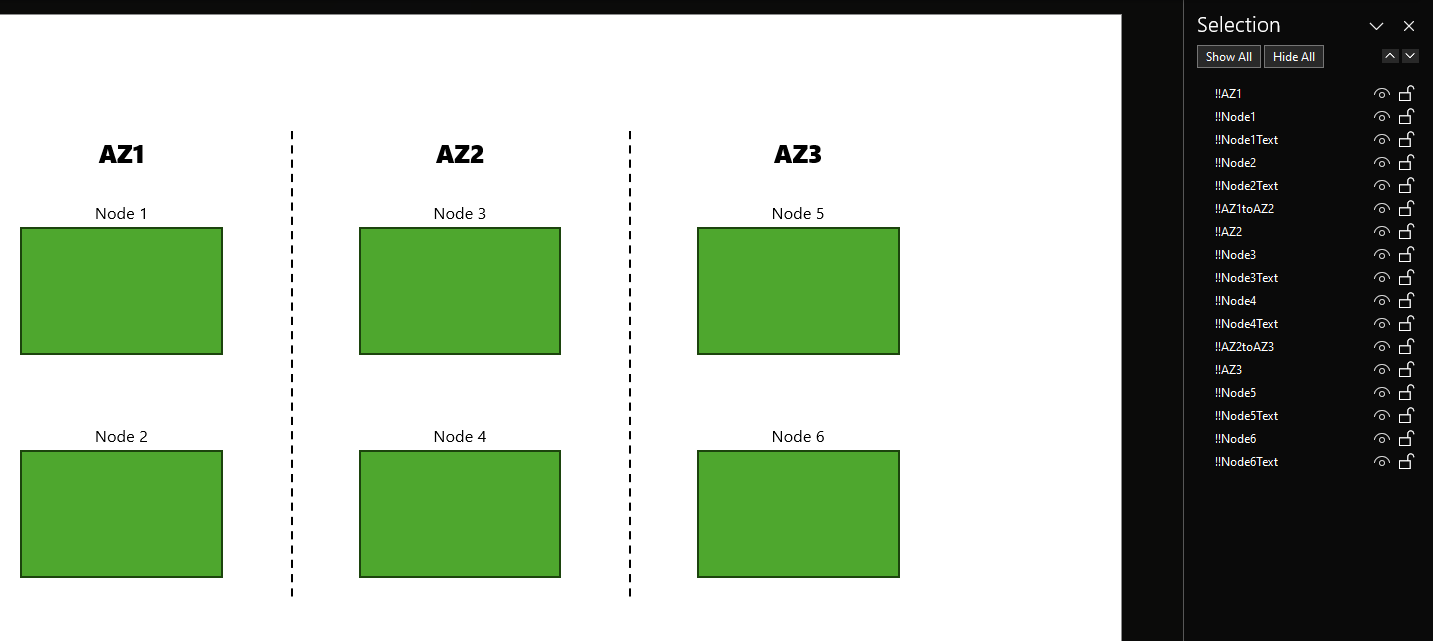 Selection
Show All Hide All
AZ1 AZ2 AZ3
Node 1 Node 3 Node 5
Node 2 Node 4 Node 6
!!AZ1
!!Node1
!!Node1Text
!!Node2
!!Node2Text
!!AZ1toAZ2
!!AZ2
!!Node3
!!Node3Text
!!Node4
!!Node4Text
!!AZ2toAZ3
!!AZ3
!!Node5
!!Node5Text
!!Node6
!!Node6Text